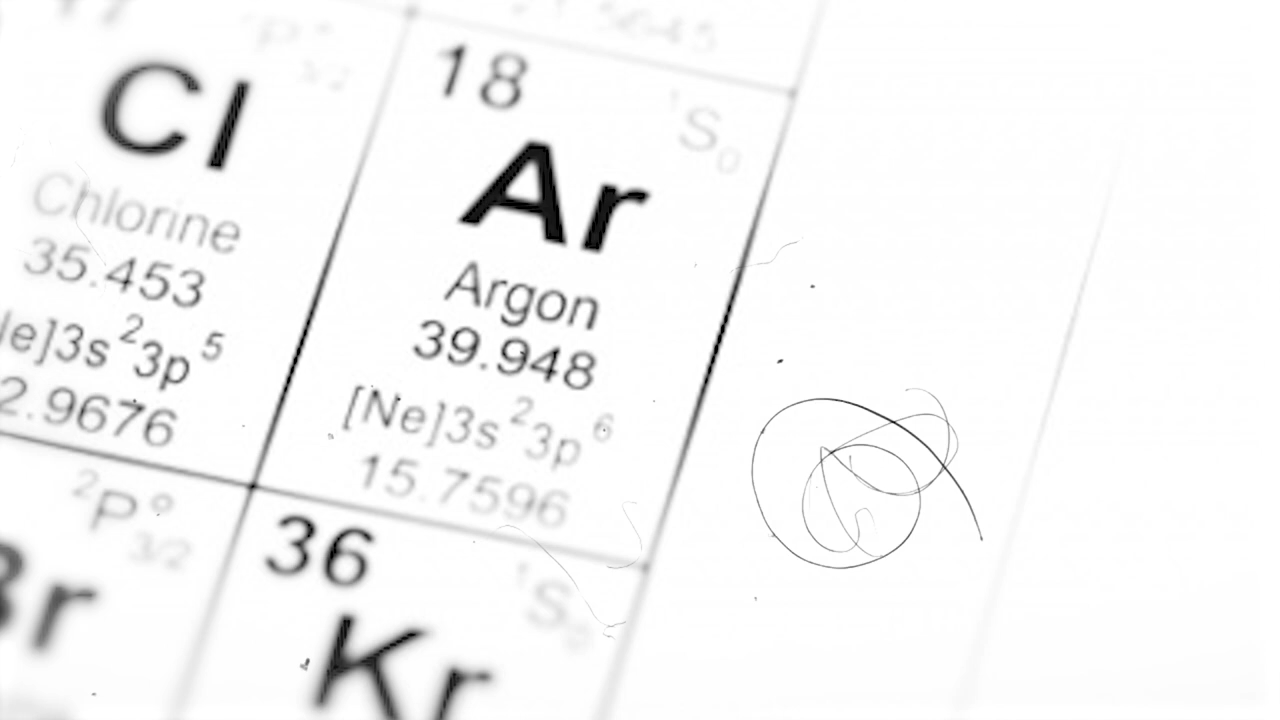 18
¹S₀
Cl
Ar
Chlorine
Argon
35.453
39.948
[Ne]3s²3p⁶
e]3s²3p⁵
15.7596
2.9676
²P°₃/₂
36
¹S₀
Br
Kr